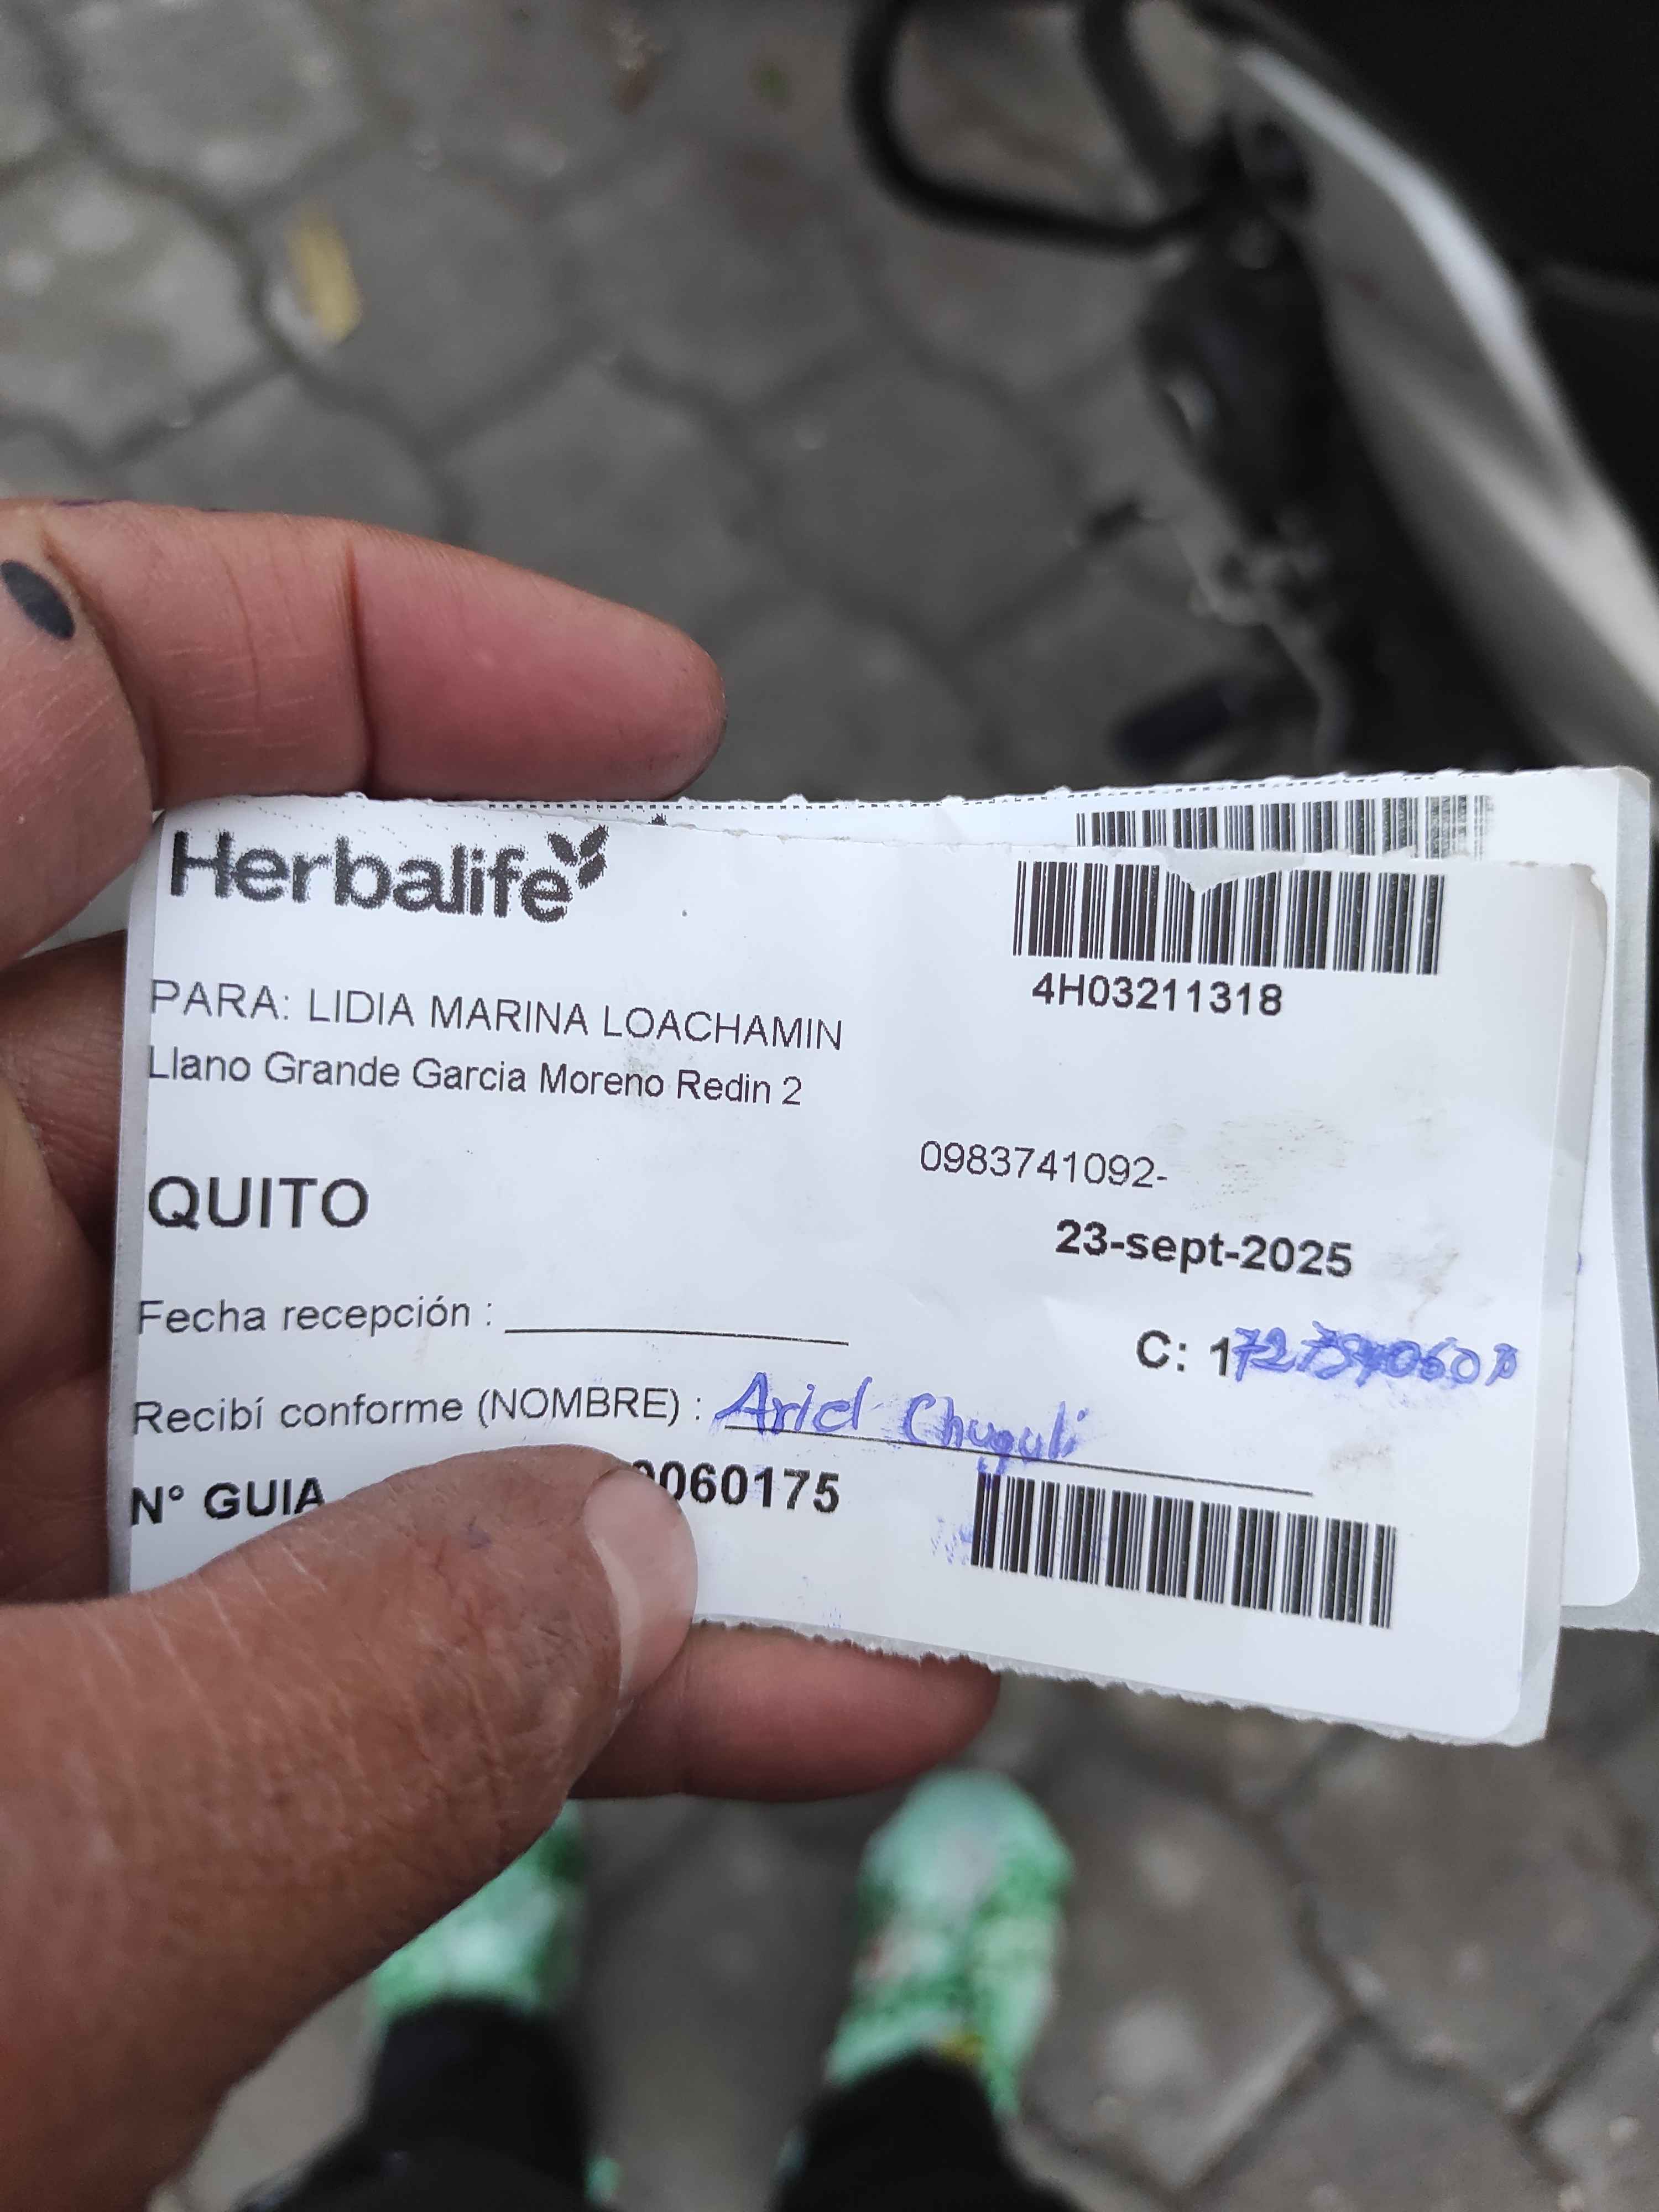 Herbalife
4H03211318
PARA: LIDIA MARINA LOACHAMIN
Llano Grande Garcia Moreno Redin 2
0983741092-
QUITO
23-sept-2025
Fecha recepción :
C: 1
Recibí conforme (NOMBRE) : Ariel Chuquli
N° GUIA 060175